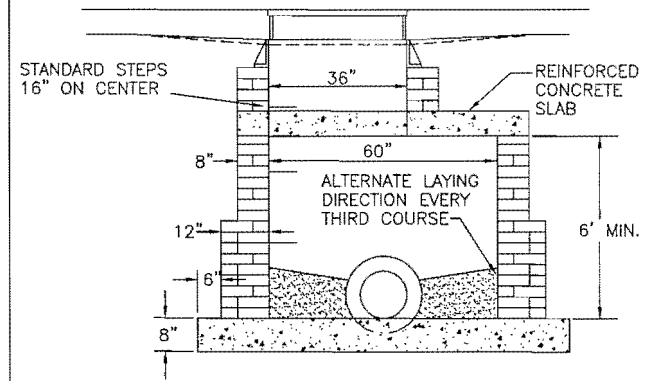 STANDARD STEPS
16" ON CENTER
36"
REINFORCED
CONCRETE
SLAB
8"
60"
ALTERNATE LAYING
DIRECTION EVERY
THIRD COURSE
12"
6' MIN.
6"
8"